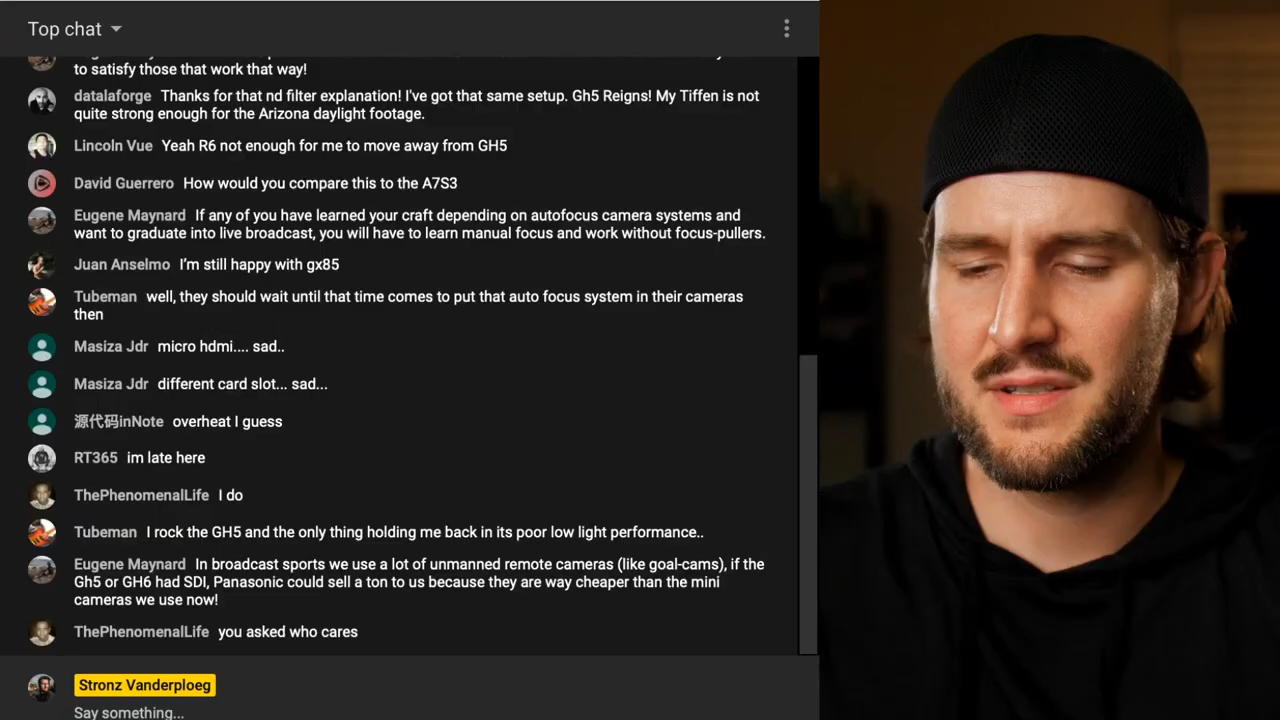 Top chat
to satisfy those that work that way!
datalaforge Thanks for that nd filter explanation! I've got that same setup. Gh5 Reigns! My Tiffen is not
quite strong enough for the Arizona daylight footage.
Lincoln Vue Yeah R6 not enough for me to move away from GH5
David Guerrero How would you compare this to the A7S3
Eugene Maynard If any of you have learned your craft depending on autofocus camera systems and
want to graduate into live broadcast, you will have to learn manual focus and work without focus-pullers.
Juan Anselmo I'm still happy with gx85
Tubeman well, they should wait until that time comes to put that auto focus system in their cameras
then
Masiza Jdr micro hdmi.... sad..
Masiza Jdr different card slot... sad...
源代码inNote overheat I guess
RT365 im late here
ThePhenomenalLife I do
Tubeman I rock the GH5 and the only thing holding me back in its poor low light performance..
Eugene Maynard In broadcast sports we use a lot of unmanned remote cameras (like goal-cams), if the
Gh5 or GH6 had SDI, Panasonic could sell a ton to us because they are way cheaper than the mini
cameras we use now!
ThePhenomenalLife you asked who cares
Stronz Vanderploeg
Say something...